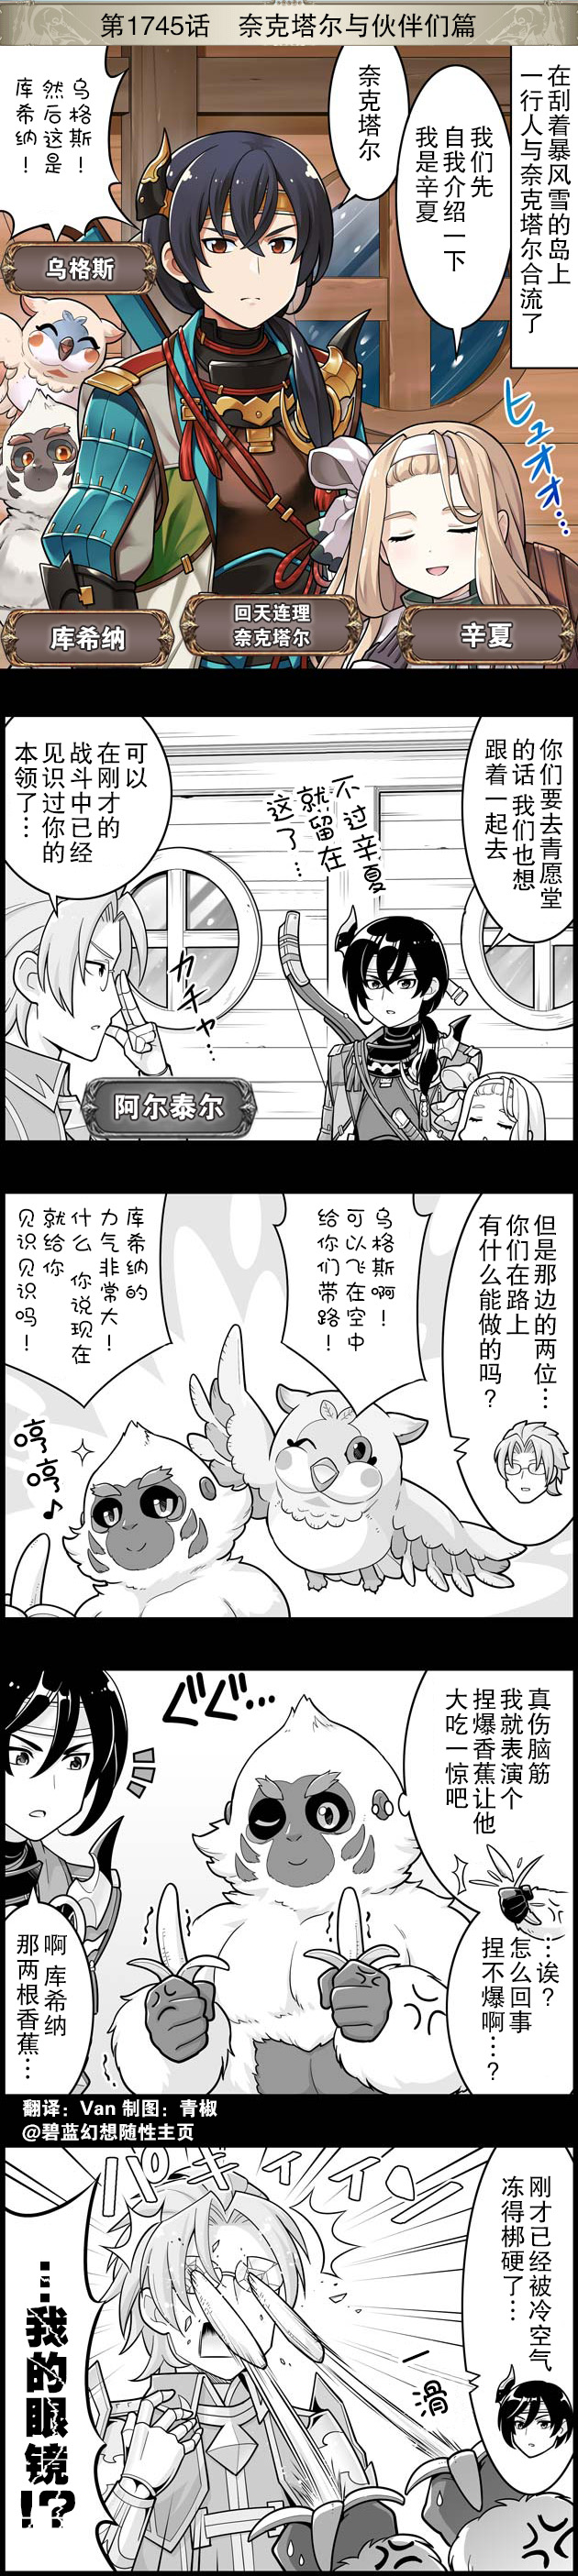 第1745话　奈克塔尔与伙伴们篇
在刮着暴风雪的岛上
一行人与奈克塔尔合流了
我们先
自我介绍一下
我是辛夏
奈克塔尔
乌格斯！
然后这是
库希纳！
ヒュオオ…
乌格斯
库希纳
回天连理
奈克塔尔
辛夏
你们要去青愿堂
的话 我们也想
跟着一起去
不过辛夏
就留在
这了…
可以
在刚才的
战斗中已经
见识过你的
本领了…
カチャ…
阿尔泰尔
但是那边的两位…
你们在路上
有什么能做的吗？
乌格斯啊！
可以飞在空中
给你们带路！
库希纳的
力气非常大！
什么 你说现在
就给你
见识见识吗！
哼哼♪
真伤脑筋
我就表演个
捏爆香蕉让他
大吃一惊吧
ぐぐ…
…诶？
怎么回事
捏不爆啊…？
啊 库希纳
那两根香蕉…
翻译：Van 制图：青椒
@碧蓝幻想随性主页
刚才已经被冷空气
冻得梆硬了…
パキィィン
一滑
…我的眼镜!?